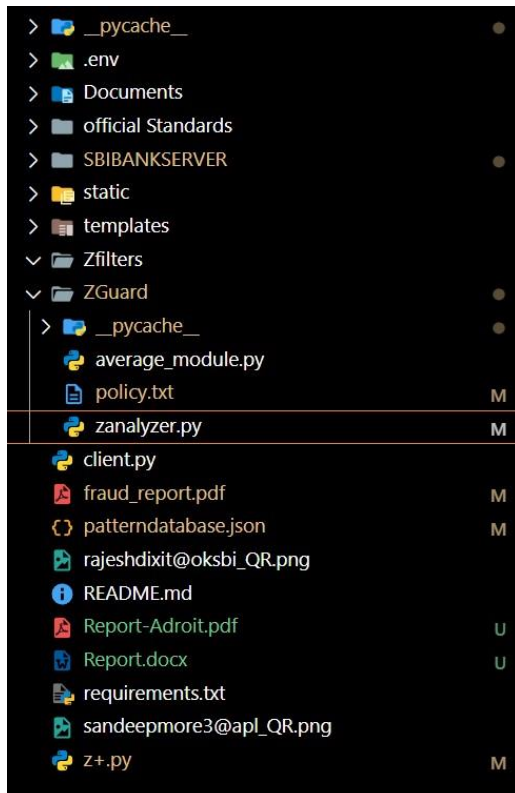 __pycache__
.env
Documents
official Standards
SBIBANKSERVER
static
templates
Zfilters
ZGuard
__pycache__
average_module.py
policy.txt M
zanalyzer.py M
client.py
fraud_report.pdf M
patterndatabase.json M
rajeshdixit@oksbi_QR.png
README.md
Report-Adroit.pdf U
Report.docx U
requirements.txt
sandeepmore3@apl_QR.png
z+.py M